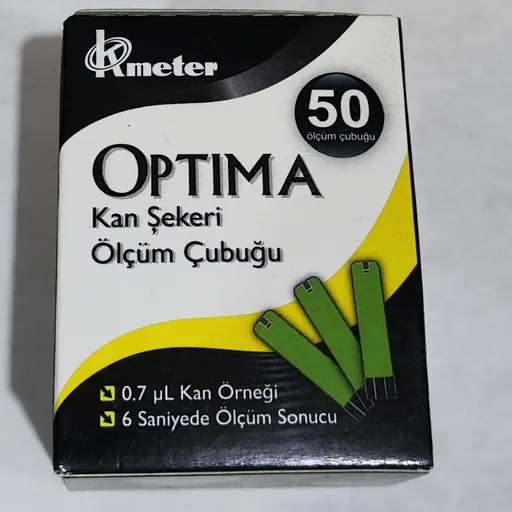 Kmeter
50
ölçüm çubuğu
OPTIMA
Kan Şekeri
Ölçüm Çubuğu
0.7 µL Kan Örneği
6 Saniyede Ölçüm Sonucu